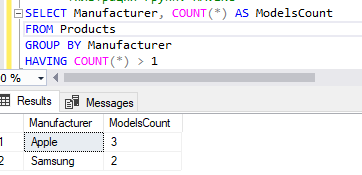 SELECT Manufacturer, COUNT(*) AS ModelsCount
FROM Products
GROUP BY Manufacturer
HAVING COUNT(*) > 1
0 %
Results Messages
Manufacturer ModelsCount
1 Apple 3
2 Samsung 2